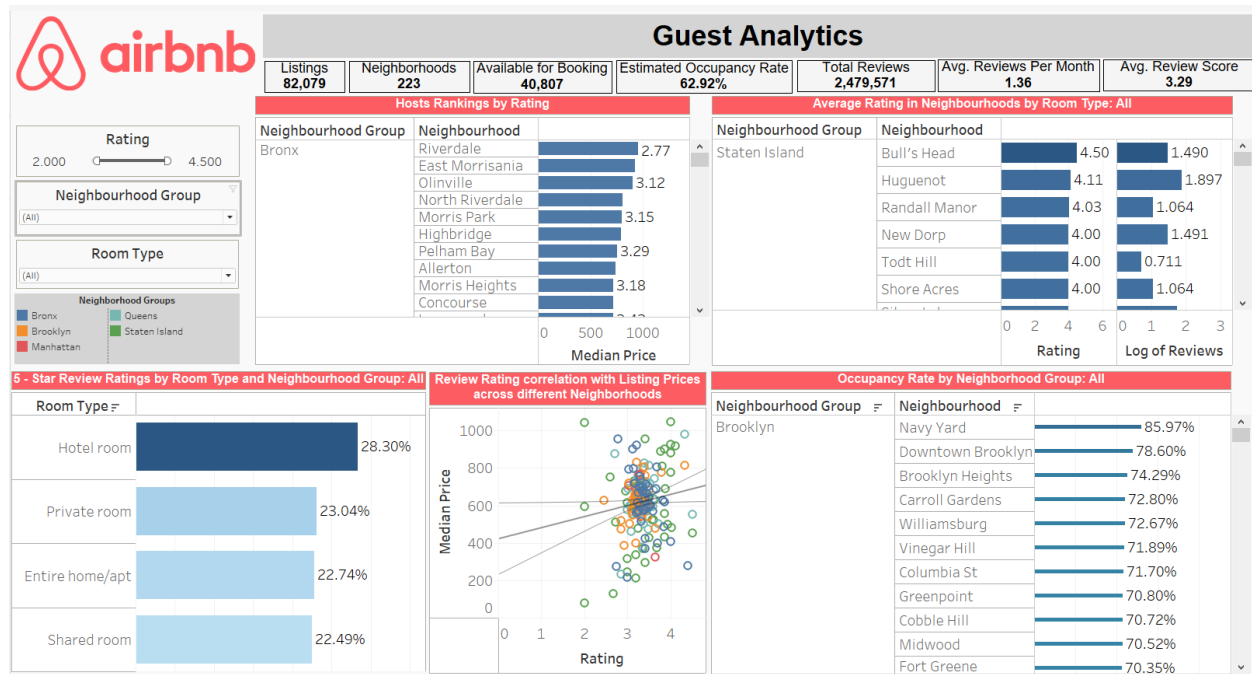 airbnb
Guest Analytics
Listings
82,079
Neighborhoods
223
Available for Booking
40,807
Estimated Occupancy Rate
62.92%
Total Reviews
2,479,571
Avg. Reviews Per Month
1.36
Avg. Review Score
3.29
Rating
2.000 4.500
Neighbourhood Group
(All)
Room Type
(All)
Neighborhood Groups
Bronx Queens
Brooklyn Staten Island
Manhattan
Hosts Rankings by Rating
Neighbourhood Group Neighbourhood
Bronx Riverdale 2.77
East Morrisania
Olinville 3.12
North Riverdale
Morris Park 3.15
Highbridge
Pelham Bay 3.29
Allerton
Morris Heights 3.18
Concourse
0 500 1000
Median Price
Average Rating in Neighborhoods by Room Type: All
Neighbourhood Group Neighbourhood
Staten Island Bull's Head 4.50 1.490
Huguenot 4.11 1.897
Randall Manor 4.03 1.064
New Dorp 4.00 1.491
Todt Hill 4.00 0.711
Shore Acres 4.00 1.064
0 2 4 6 0 1 2 3
Rating Log of Reviews
5 - Star Review Ratings by Room Type and Neighbourhood Group: All
Room Type
Hotel room 28.30%
Private room 23.04%
Entire home/apt 22.74%
Shared room 22.49%
Review Rating correlation with Listing Prices
across different Neighborhoods
Median Price
1000
800
600
400
200
0
0 1 2 3 4
Rating
Occupancy Rate by Neighborhood Group: All
Neighbourhood Group Neighbourhood
Brooklyn Navy Yard 85.97%
Downtown Brooklyn 78.60%
Brooklyn Heights 74.29%
Carroll Gardens 72.80%
Williamsburg 72.67%
Vinegar Hill 71.89%
Columbia St 71.70%
Greenpoint 70.80%
Cobble Hill 70.72%
Midwood 70.52%
Fort Greene 70.35%